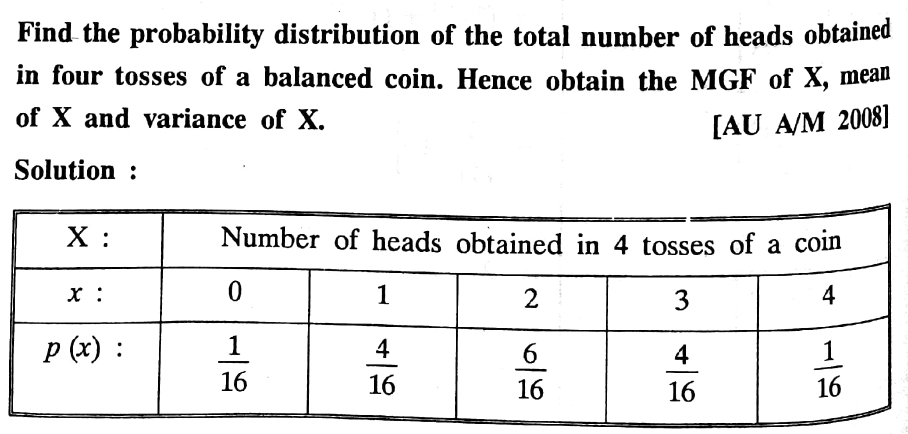 Find the probability distribution of the total number of heads obtained
in four tosses of a balanced coin. Hence obtain the MGF of X, mean
of X and variance of X. [AU A/M 2008]
Solution :
X : Number of heads obtained in 4 tosses of a coin
x : 0 1 2 3 4
p (x) : 1/16 4/16 6/16 4/16 1/16